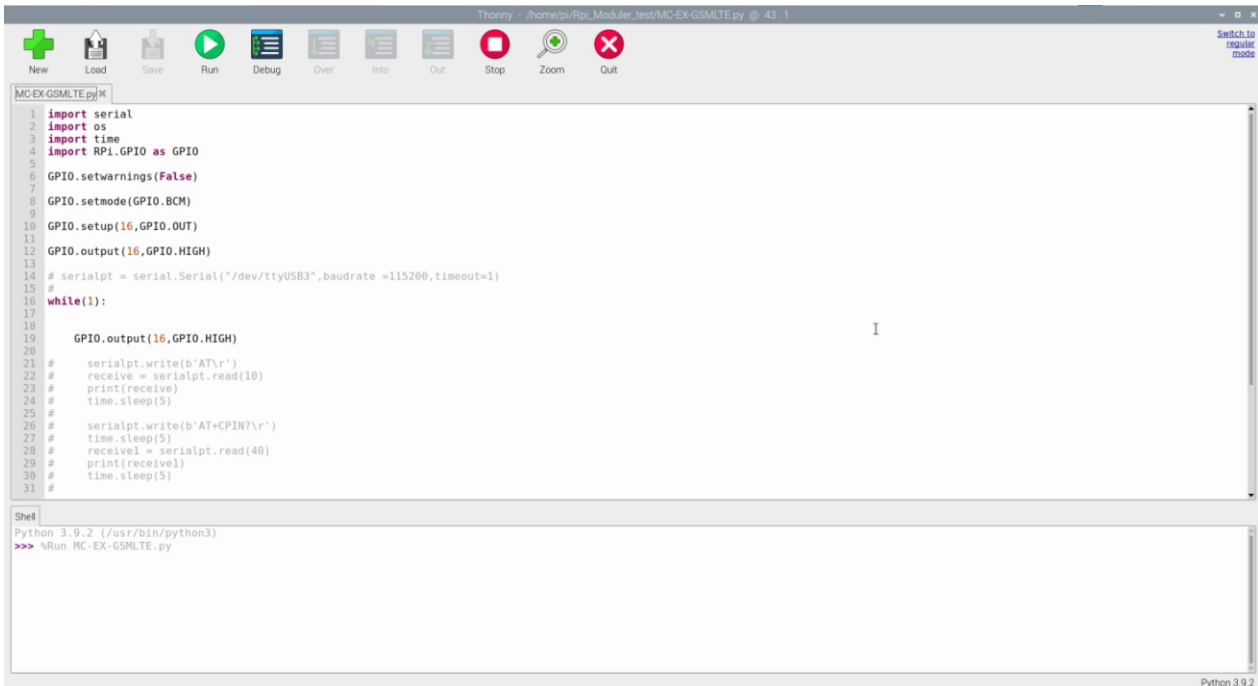 Thonny - /home/pi/Rpi_Moduler_test/MC-EX-GSMLTE.py @ 43:1
New Load Save Run Debug Over Into Out Stop Zoom Quit
Switch to
regular
mode
MC-EX-GSMLTE.py
1 import serial
2 import os
3 import time
4 import RPi.GPIO as GPIO
5
6 GPIO.setwarnings(False)
7
8 GPIO.setmode(GPIO.BCM)
9
10 GPIO.setup(16,GPIO.OUT)
11
12 GPIO.output(16,GPIO.HIGH)
13
14 # serialpt = serial.Serial("/dev/ttyUSB3",baudrate =115200,timeout=1)
15 #
16 while(1):
17
18
19     GPIO.output(16,GPIO.HIGH)
20
21 #     serialpt.write(b'AT\r')
22 #     receive = serialpt.read(10)
23 #     print(receive)
24 #     time.sleep(5)
25 #
26 #     serialpt.write(b'AT+CPIN?\r')
27 #     time.sleep(5)
28 #     receive1 = serialpt.read(40)
29 #     print(receive1)
30 #     time.sleep(5)
31 #
Shell
Python 3.9.2 (/usr/bin/python3)
>>> %Run MC-EX-GSMLTE.py
Python 3.9.2